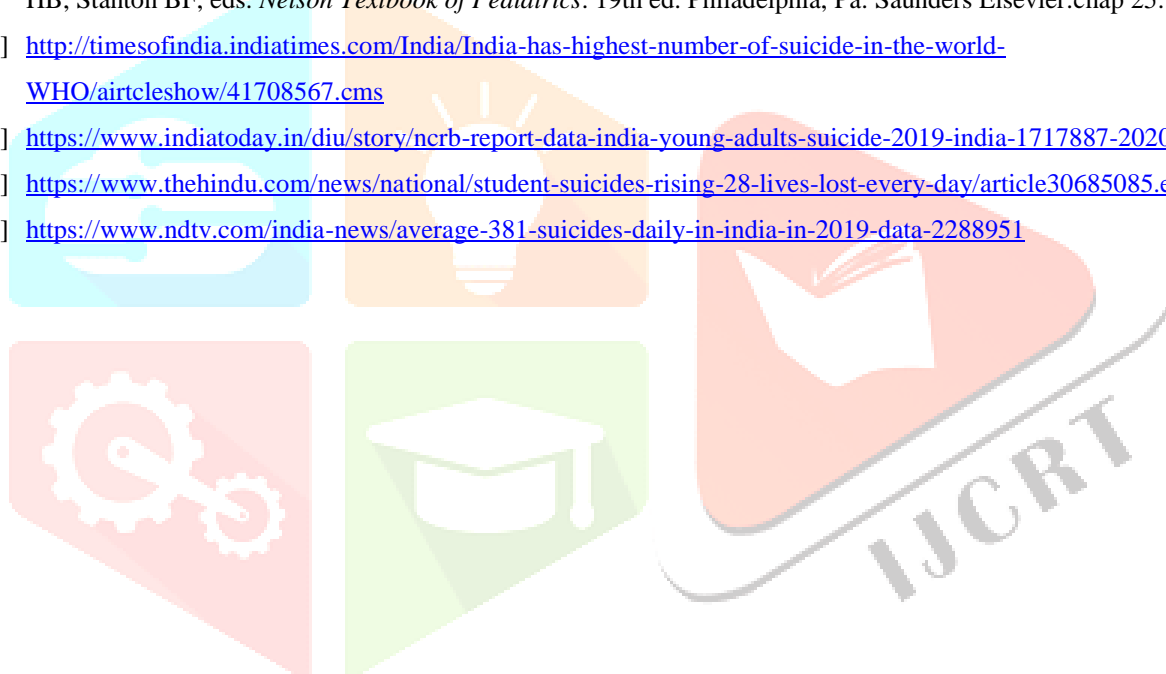 HB, Stanton BF, eds. Nelson Textbook of Pediatrics. 19th ed. Philadelphia, Pa: Saunders Elsevier.chap 25.
] http://timesofindia.indiatimes.com/India/India-has-highest-number-of-suicide-in-the-world-
WHO/airtcleshow/41708567.cms
] https://www.indiatoday.in/diu/story/ncrb-report-data-india-young-adults-suicide-2019-india-1717887-2020
] https://www.thehindu.com/news/national/student-suicides-rising-28-lives-lost-every-day/article30685085.e
] https://www.ndtv.com/india-news/average-381-suicides-daily-in-india-in-2019-data-2288951
IJCRT